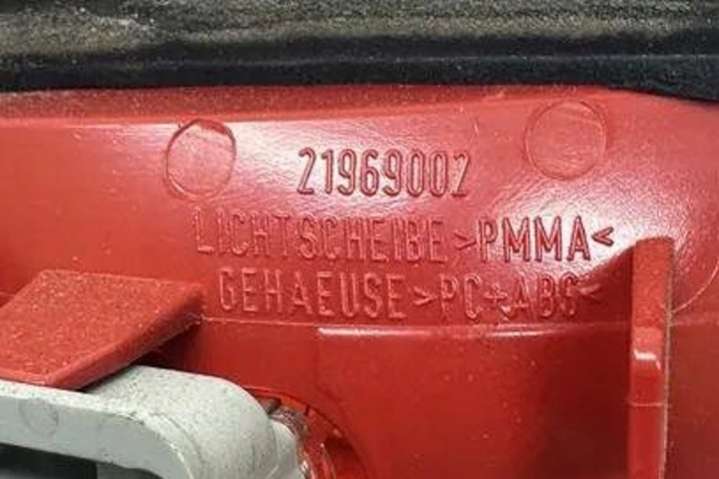 21969002
LICHTSCHEIBE >PMMA<
GEHAEUSE >PC+ABS<